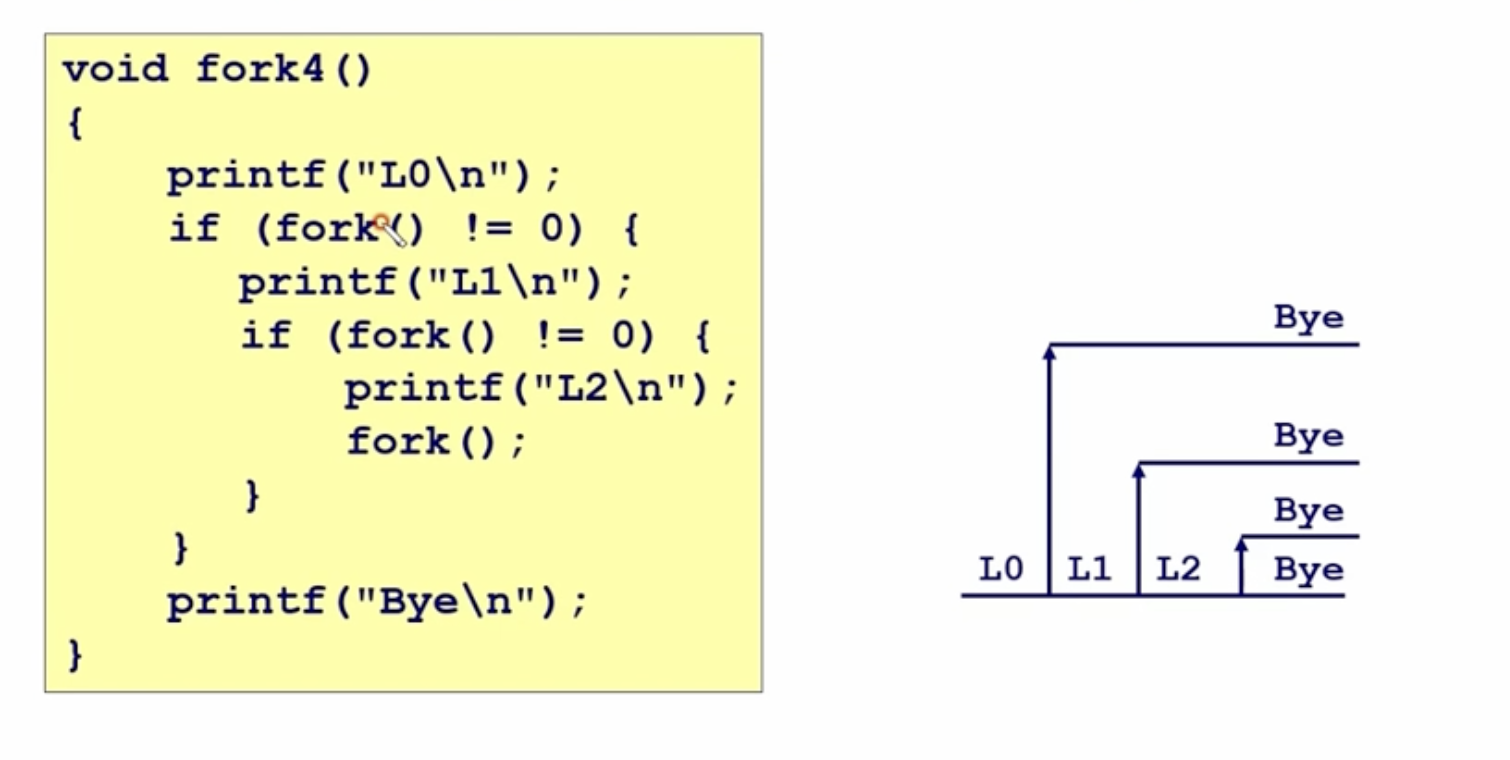 void fork4()
{
printf("L0\n");
if (fork() != 0) {
printf("L1\n");
if (fork() != 0) {
printf("L2\n");
fork();
}
}
printf("Bye\n");
}
Bye
Bye
Bye
L0 L1 L2 Bye